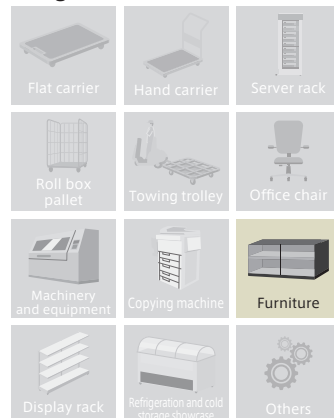 Flat carrier
Hand carrier
Server rack
Roll box
pallet
Towing trolley
Office chair
Machinery
and equipment
Copying machine
Furniture
Display rack
Refrigeration and cold
storage showcase
Others